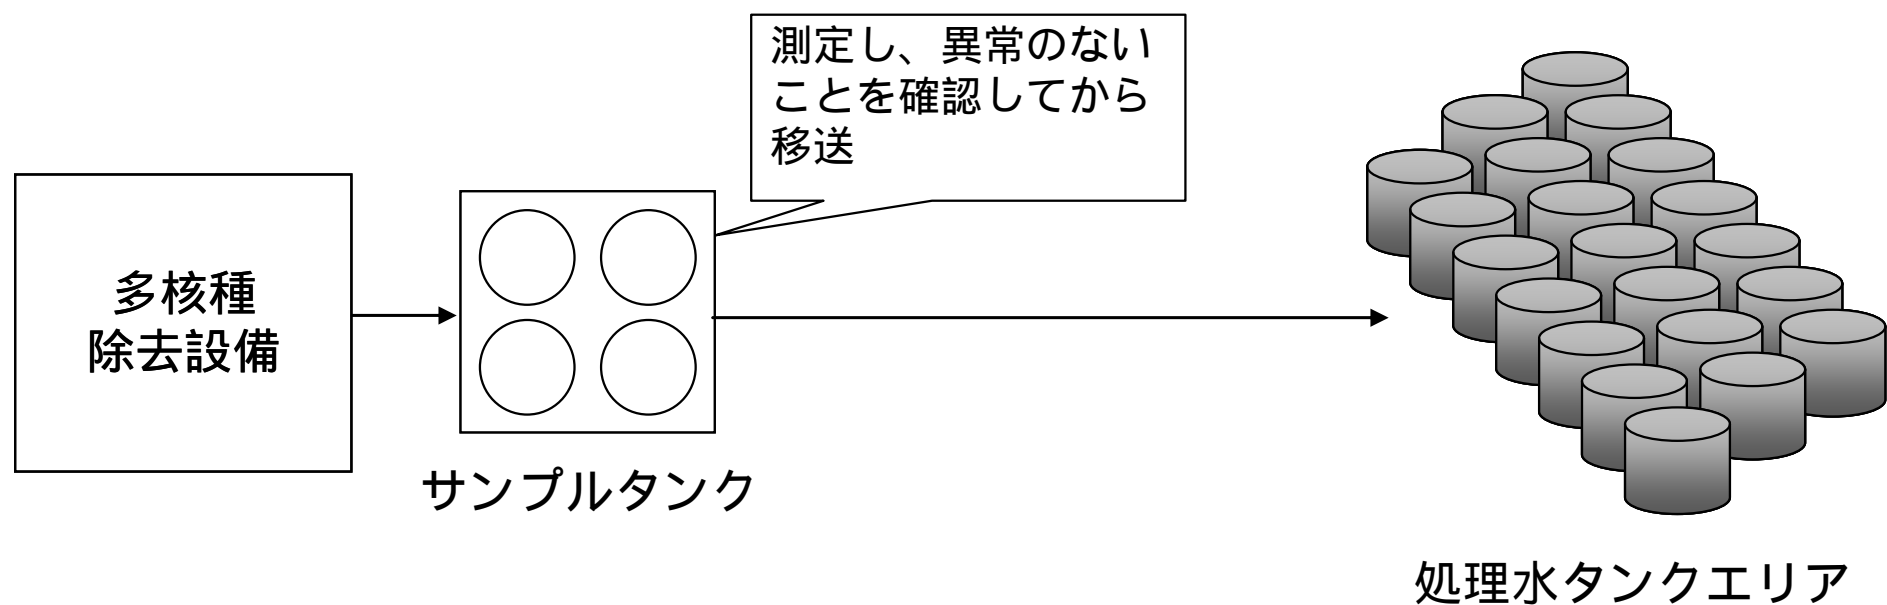 測定し、異常のない
ことを確認してから
移送
多核種
除去設備
サンプルタンク
処理水タンクエリア